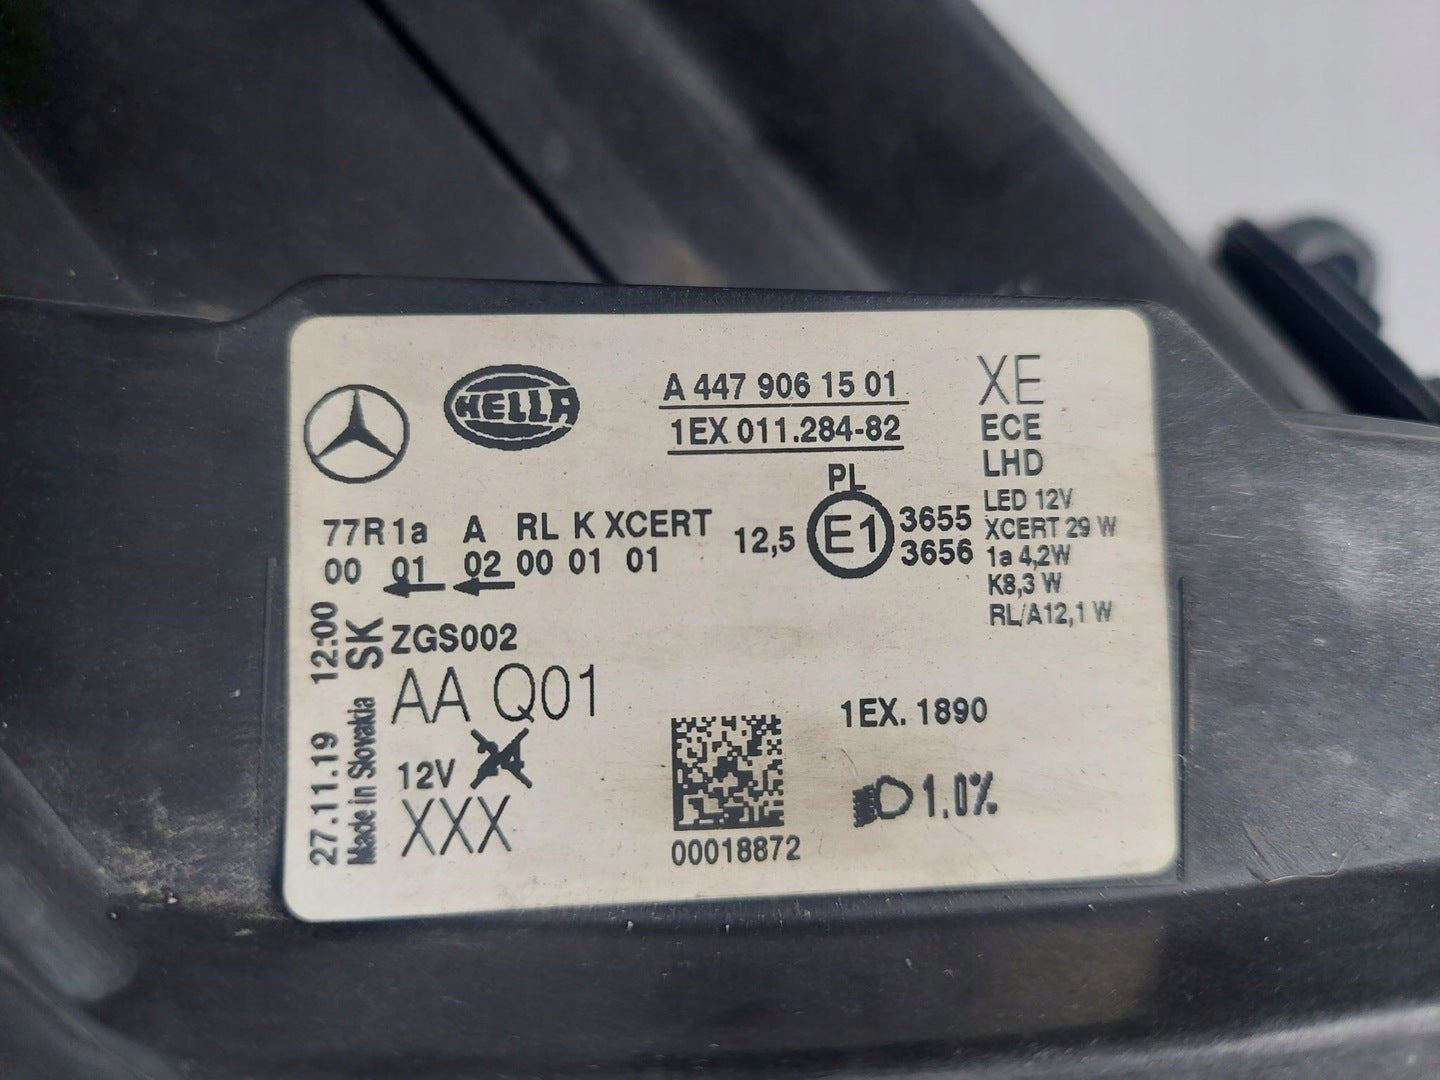 HELLA
A 447 906 15 01
1EX 011.284-82
XE
ECE
LHD
LED 12V
XCERT 29 W
1a 4,2W
K8,3 W
RL/A12,1 W
PL
77R 1a A RL K XCERT
00 01 02 00 01 01
12,5
E1
3655
3656
27.11.19 12:00
Made in Slovakia SK
ZGS002
AA Q01
12V 24
XXX
00018872
1EX. 1890
1.0%